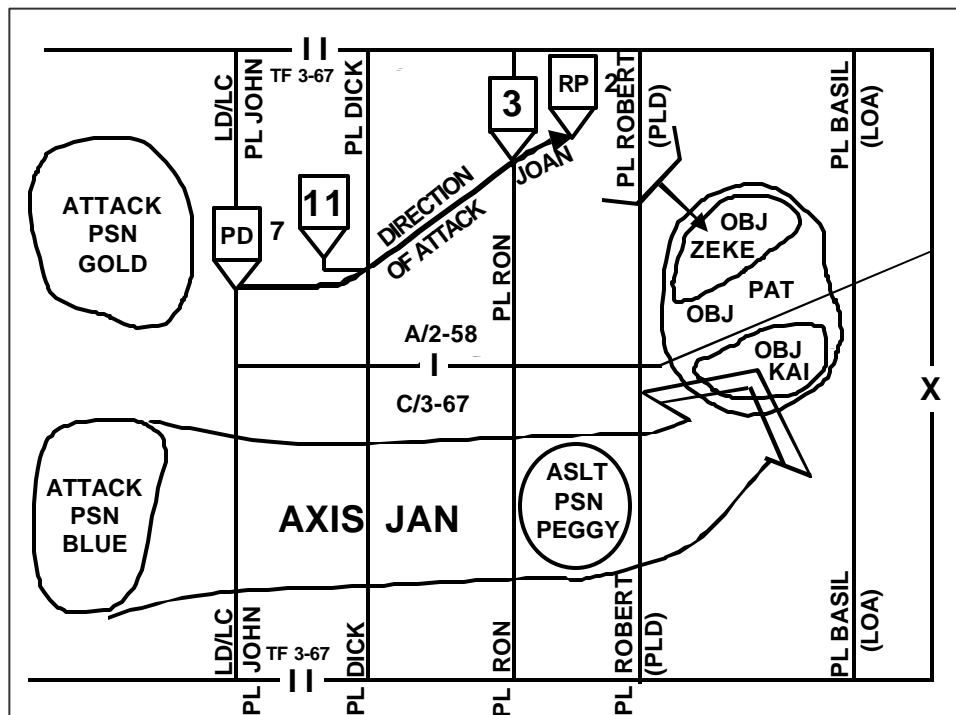 II
TF 3-67
LD/LC
PL JOHN
PL DICK
3
RP 2
PL ROBERT
(PLD)
PL BASIL
(LOA)
ATTACK
PSN
GOLD
PD 7
11
DIRECTION
OF ATTACK
JOAN
PL RON
OBJ
ZEKE
PAT
OBJ
A/2-58
I
C/3-67
OBJ
KAI
X
ATTACK
PSN
BLUE
AXIS JAN
ASLT
PSN
PEGGY
LD/LC
PL JOHN
TF 3-67
II
PL DICK
PL RON
PL ROBERT
(PLD)
PL BASIL
(LOA)